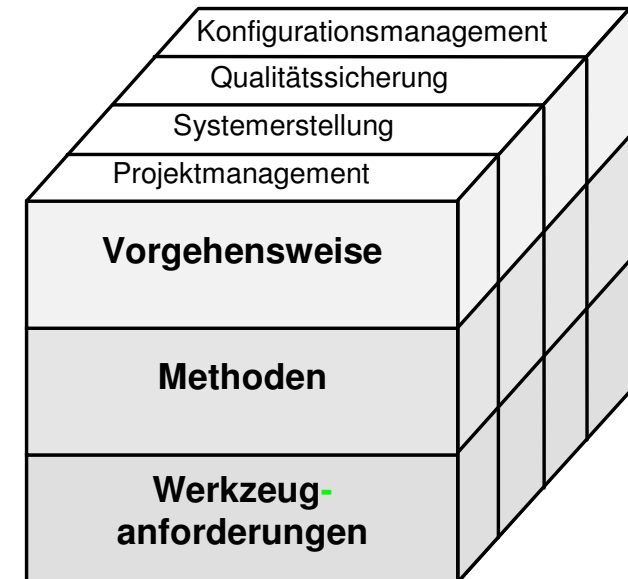 Konfigurationsmanagement
Qualitätssicherung
Systemerstellung
Projektmanagement
Vorgehensweise
Methoden
Werkzeug-
anforderungen